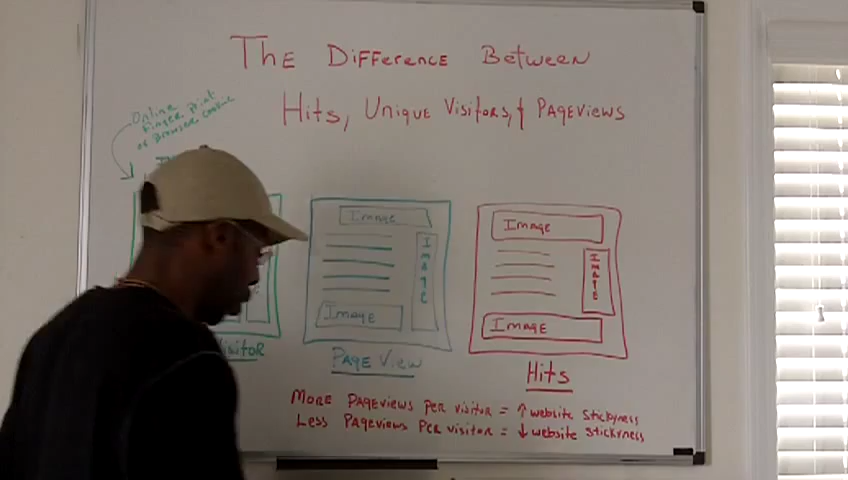 The Difference Between
Hits, Unique Visitors, & Pageviews
Online
Finger Print
or Browser Cookie
Image
IMAGE
Image
Image
IMAGE
Image
Visitor
Page View
Hits
More pageviews per visitor = ↑ website stickyness
Less Pageviews per visitor = ↓ website stickyness